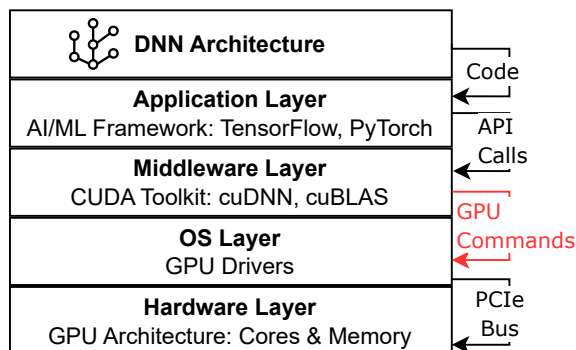 DNN Architecture
Code
Application Layer
AI/ML Framework: TensorFlow, PyTorch
API
Calls
Middleware Layer
CUDA Toolkit: cuDNN, cuBLAS
GPU
Commands
OS Layer
GPU Drivers
PCIe
Bus
Hardware Layer
GPU Architecture: Cores & Memory